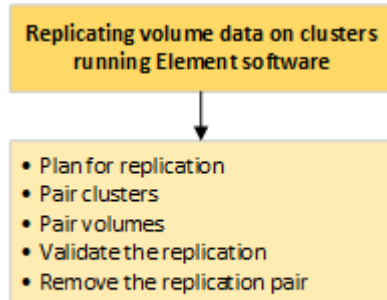 Replicating volume data on clusters
running Element software
• Plan for replication
• Pair clusters
• Pair volumes
• Validate the replication
• Remove the replication pair